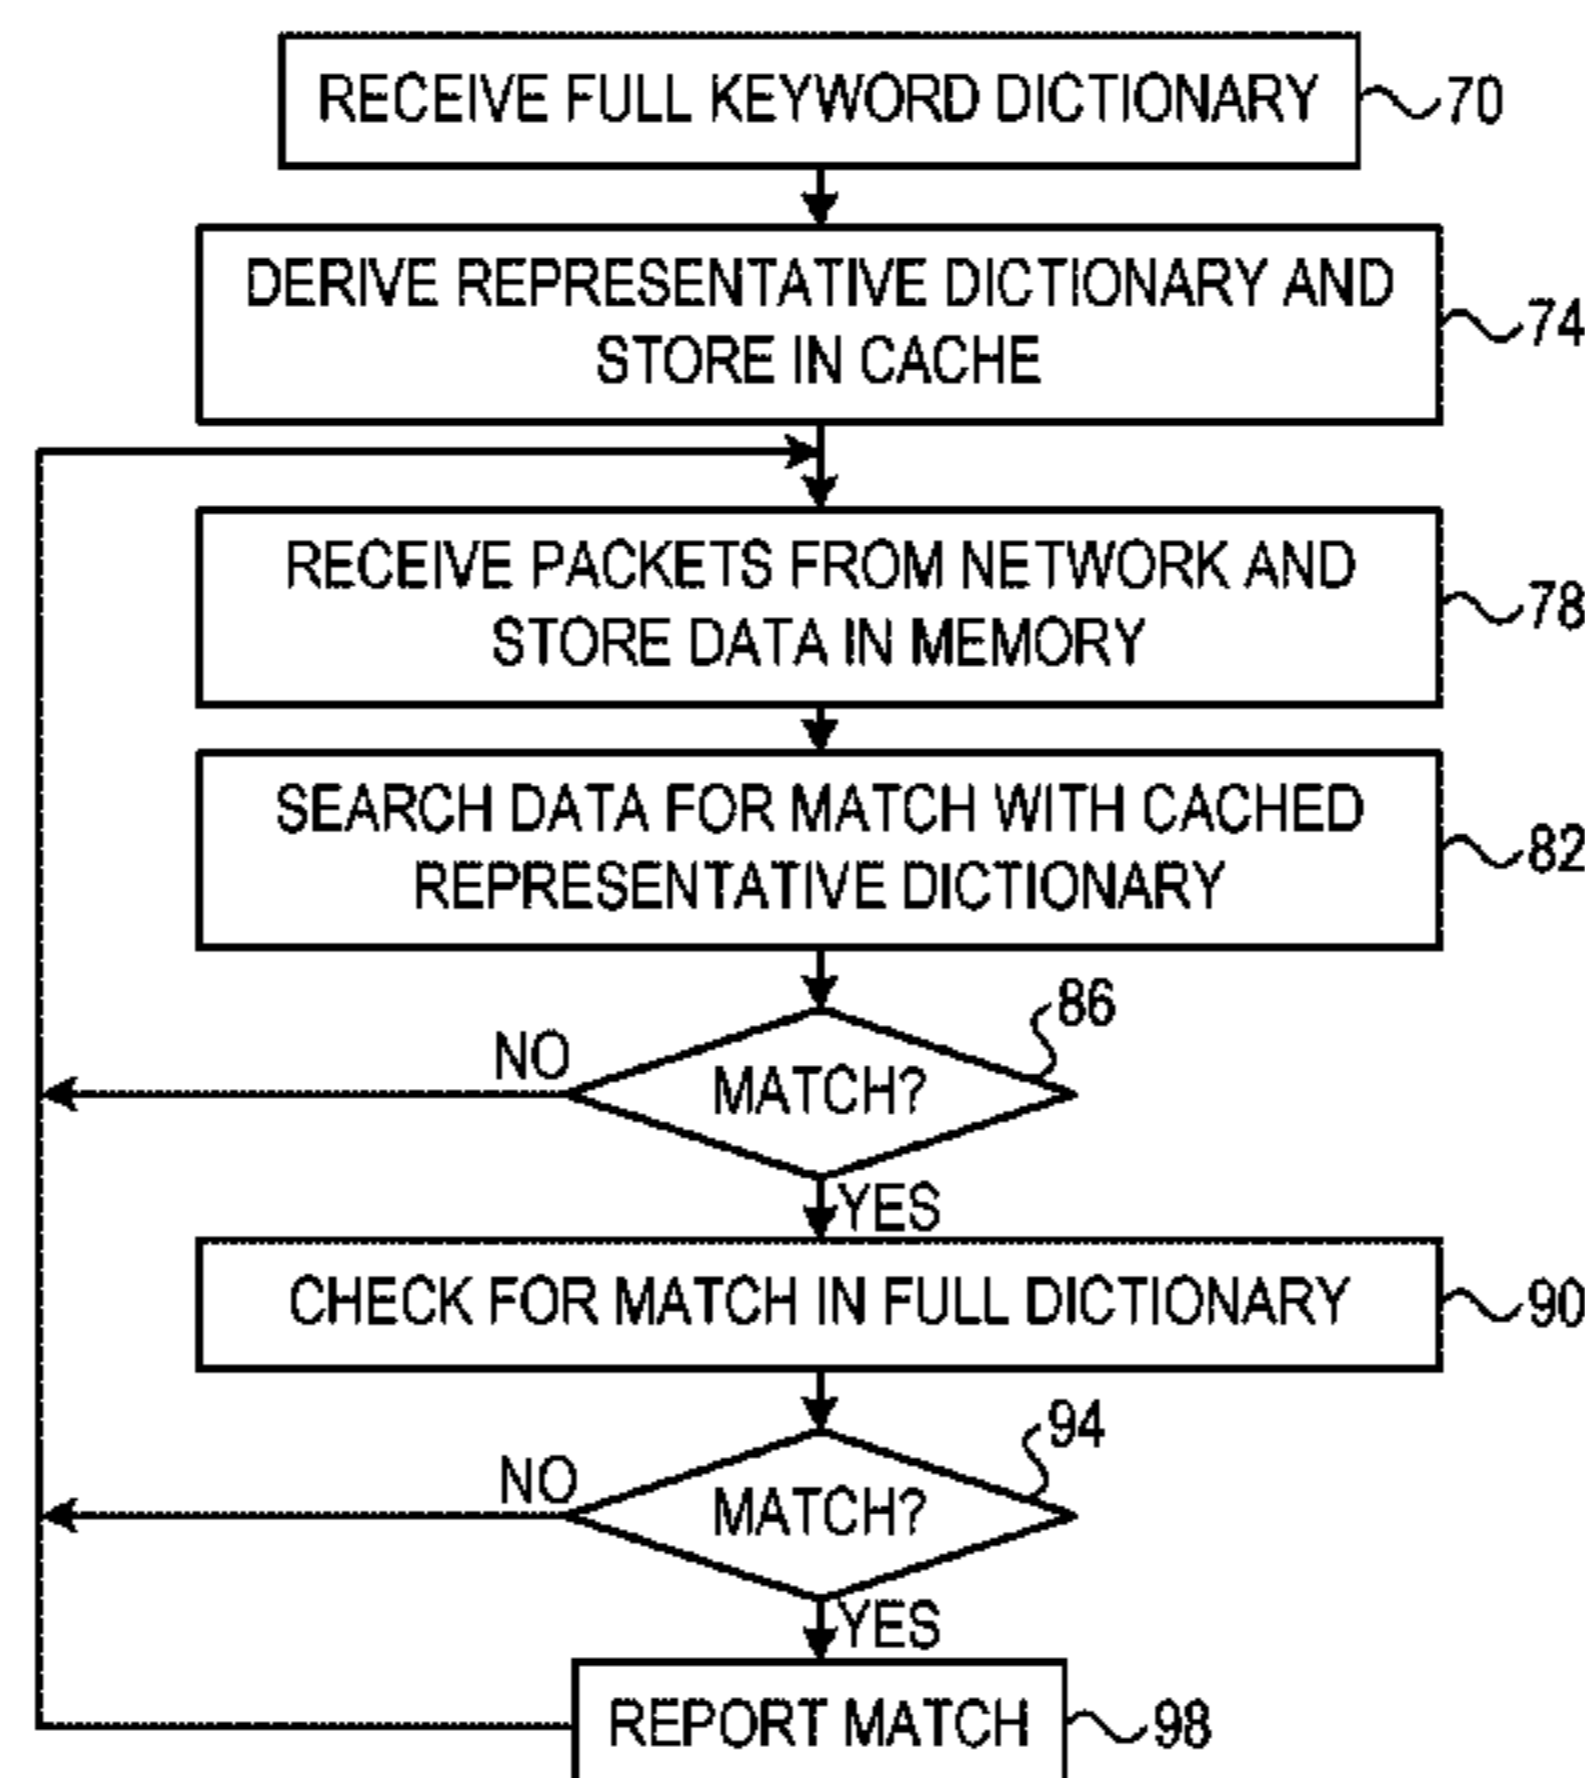 RECEIVE FULL KEYWORD DICTIONARY
70
DERIVE REPRESENTATIVE DICTIONARY AND
STORE IN CACHE
74
RECEIVE PACKETS FROM NETWORK AND
STORE DATA IN MEMORY
78
SEARCH DATA FOR MATCH WITH CACHED
REPRESENTATIVE DICTIONARY
82
86
NO
MATCH?
YES
CHECK FOR MATCH IN FULL DICTIONARY
90
94
NO
MATCH?
YES
REPORT MATCH
98